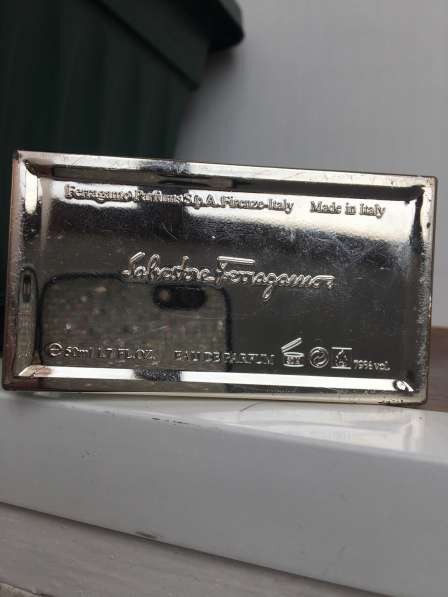 Ferragamo Parfums S.p.A. Firenze-Italy Made in Italy
Salvatore Ferragamo
e 50ml 1.7 FL.OZ. EAU DE PARFUM 79% vol.